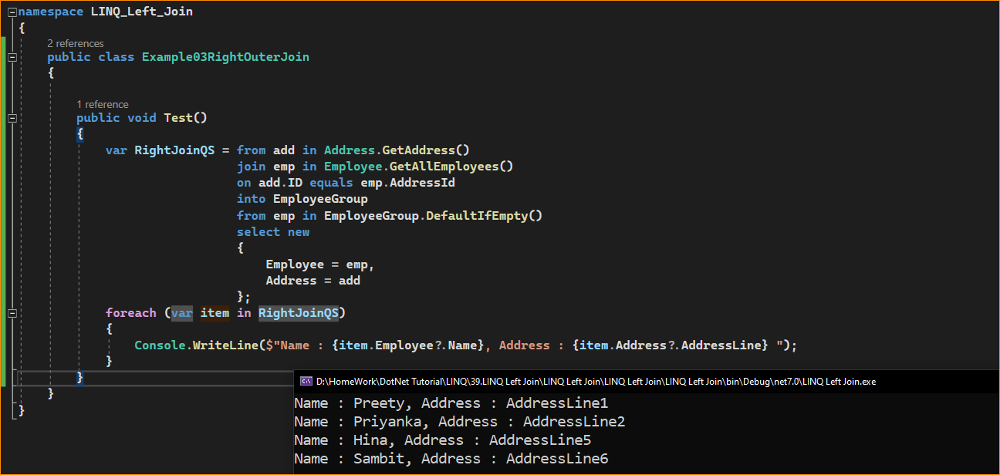 namespace LINQ_Left_Join
{
2 references
public class Example03RightOuterJoin
{
1 reference
public void Test()
{
var RightJoinQS = from add in Address.GetAddress()
join emp in Employee.GetAllEmployees()
on add.ID equals emp.AddressId
into EmployeeGroup
from emp in EmployeeGroup.DefaultIfEmpty()
select new
{
Employee = emp,
Address = add
};
foreach (var item in RightJoinQS)
{
Console.WriteLine($"Name : {item.Employee?.Name}, Address : {item.Address?.AddressLine} ");
}
}
}
}
D:\HomeWork\DotNet Tutorial\LINQ\39.LINQ Left Join\LINQ Left Join\LINQ Left Join\LINQ Left Join\bin\Debug\net7.0\LINQ Left Join.exe
Name : Preety, Address : AddressLine1
Name : Priyanka, Address : AddressLine2
Name : Hina, Address : AddressLine5
Name : Sambit, Address : AddressLine6